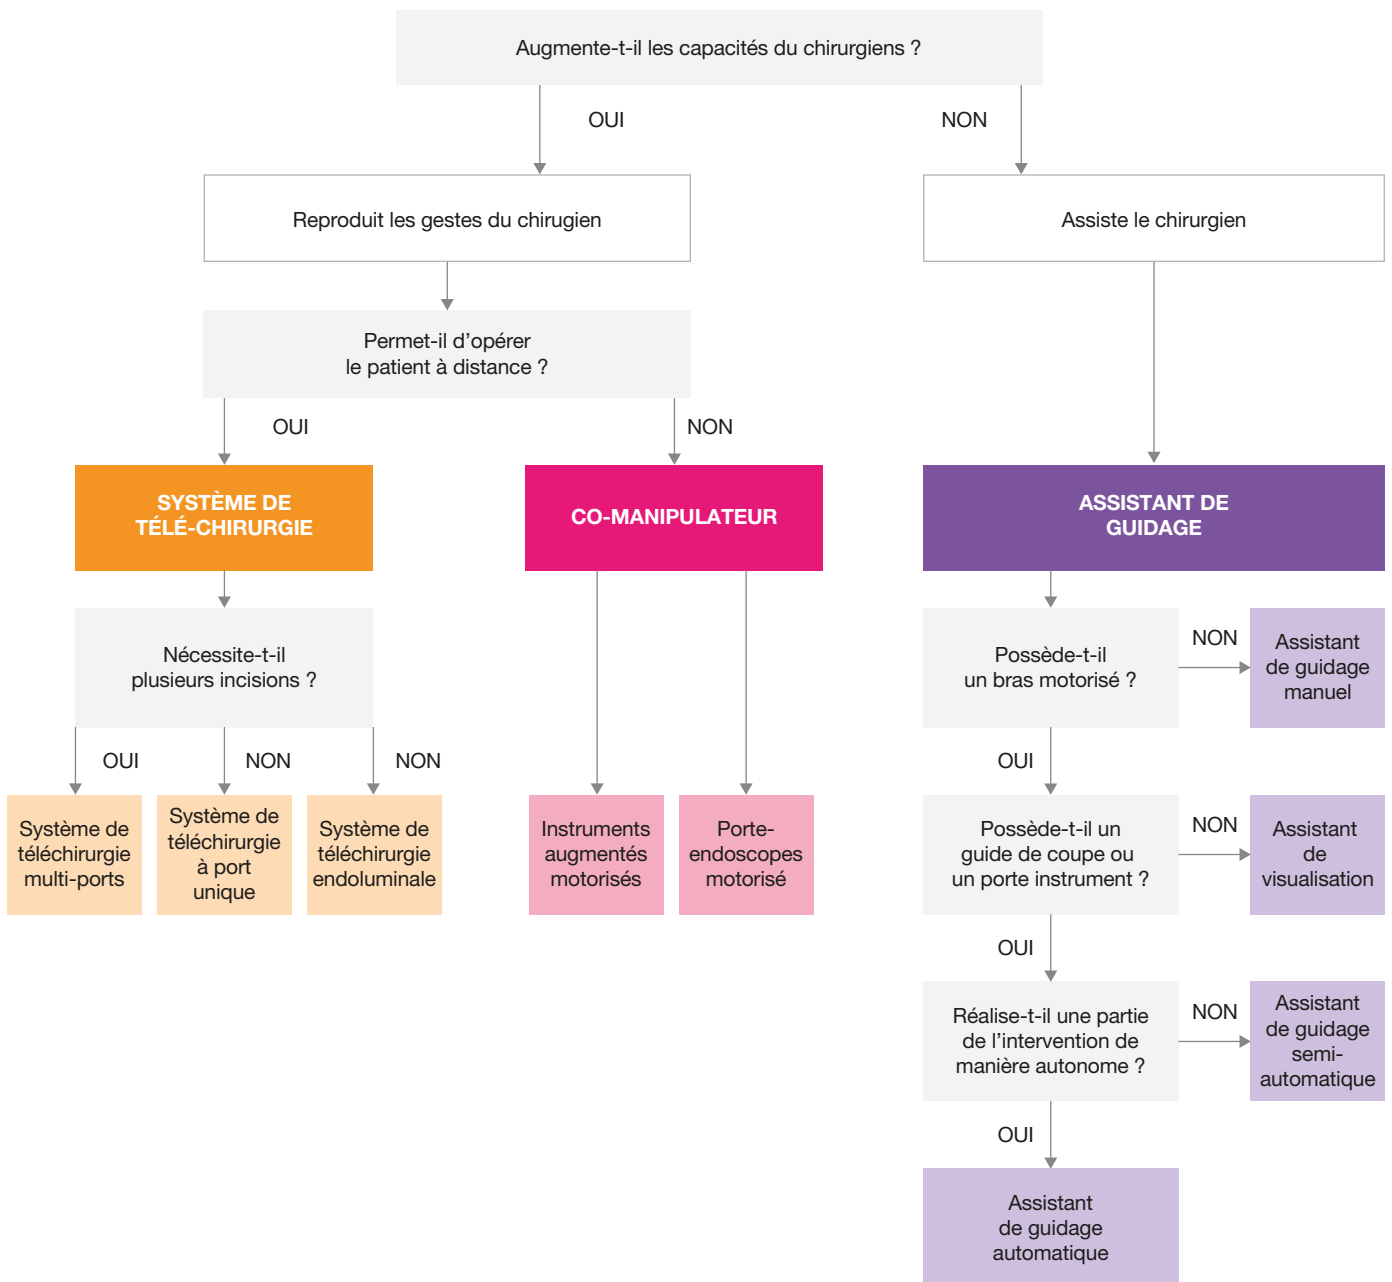 Augmente-t-il les capacités du chirurgiens ?
OUI
NON
Reproduit les gestes du chirugien
Assiste le chirurgien
Permet-il d’opérer
le patient à distance ?
OUI
NON
SYSTÈME DE
TÉLÉ-CHIRURGIE
CO-MANIPULATEUR
ASSISTANT DE
GUIDAGE
Nécessite-t-il
plusieurs incisions ?
OUI
NON
NON
Système de
téléchirurgie
multi-ports
Système de
téléchirurgie
à port
unique
Système de
téléchirurgie
endoluminale
Instruments
augmentés
motorisés
Porte-
endoscopes
motorisé
Possède-t-il
un bras motorisé ?
NON
Assistant
de guidage
manuel
OUI
Possède-t-il un
guide de coupe ou
un porte instrument ?
NON
Assistant
de
visualisation
OUI
Réalise-t-il une partie
de l’intervention de
manière autonome ?
NON
Assistant
de guidage
semi-
automatique
OUI
Assistant
de guidage
automatique